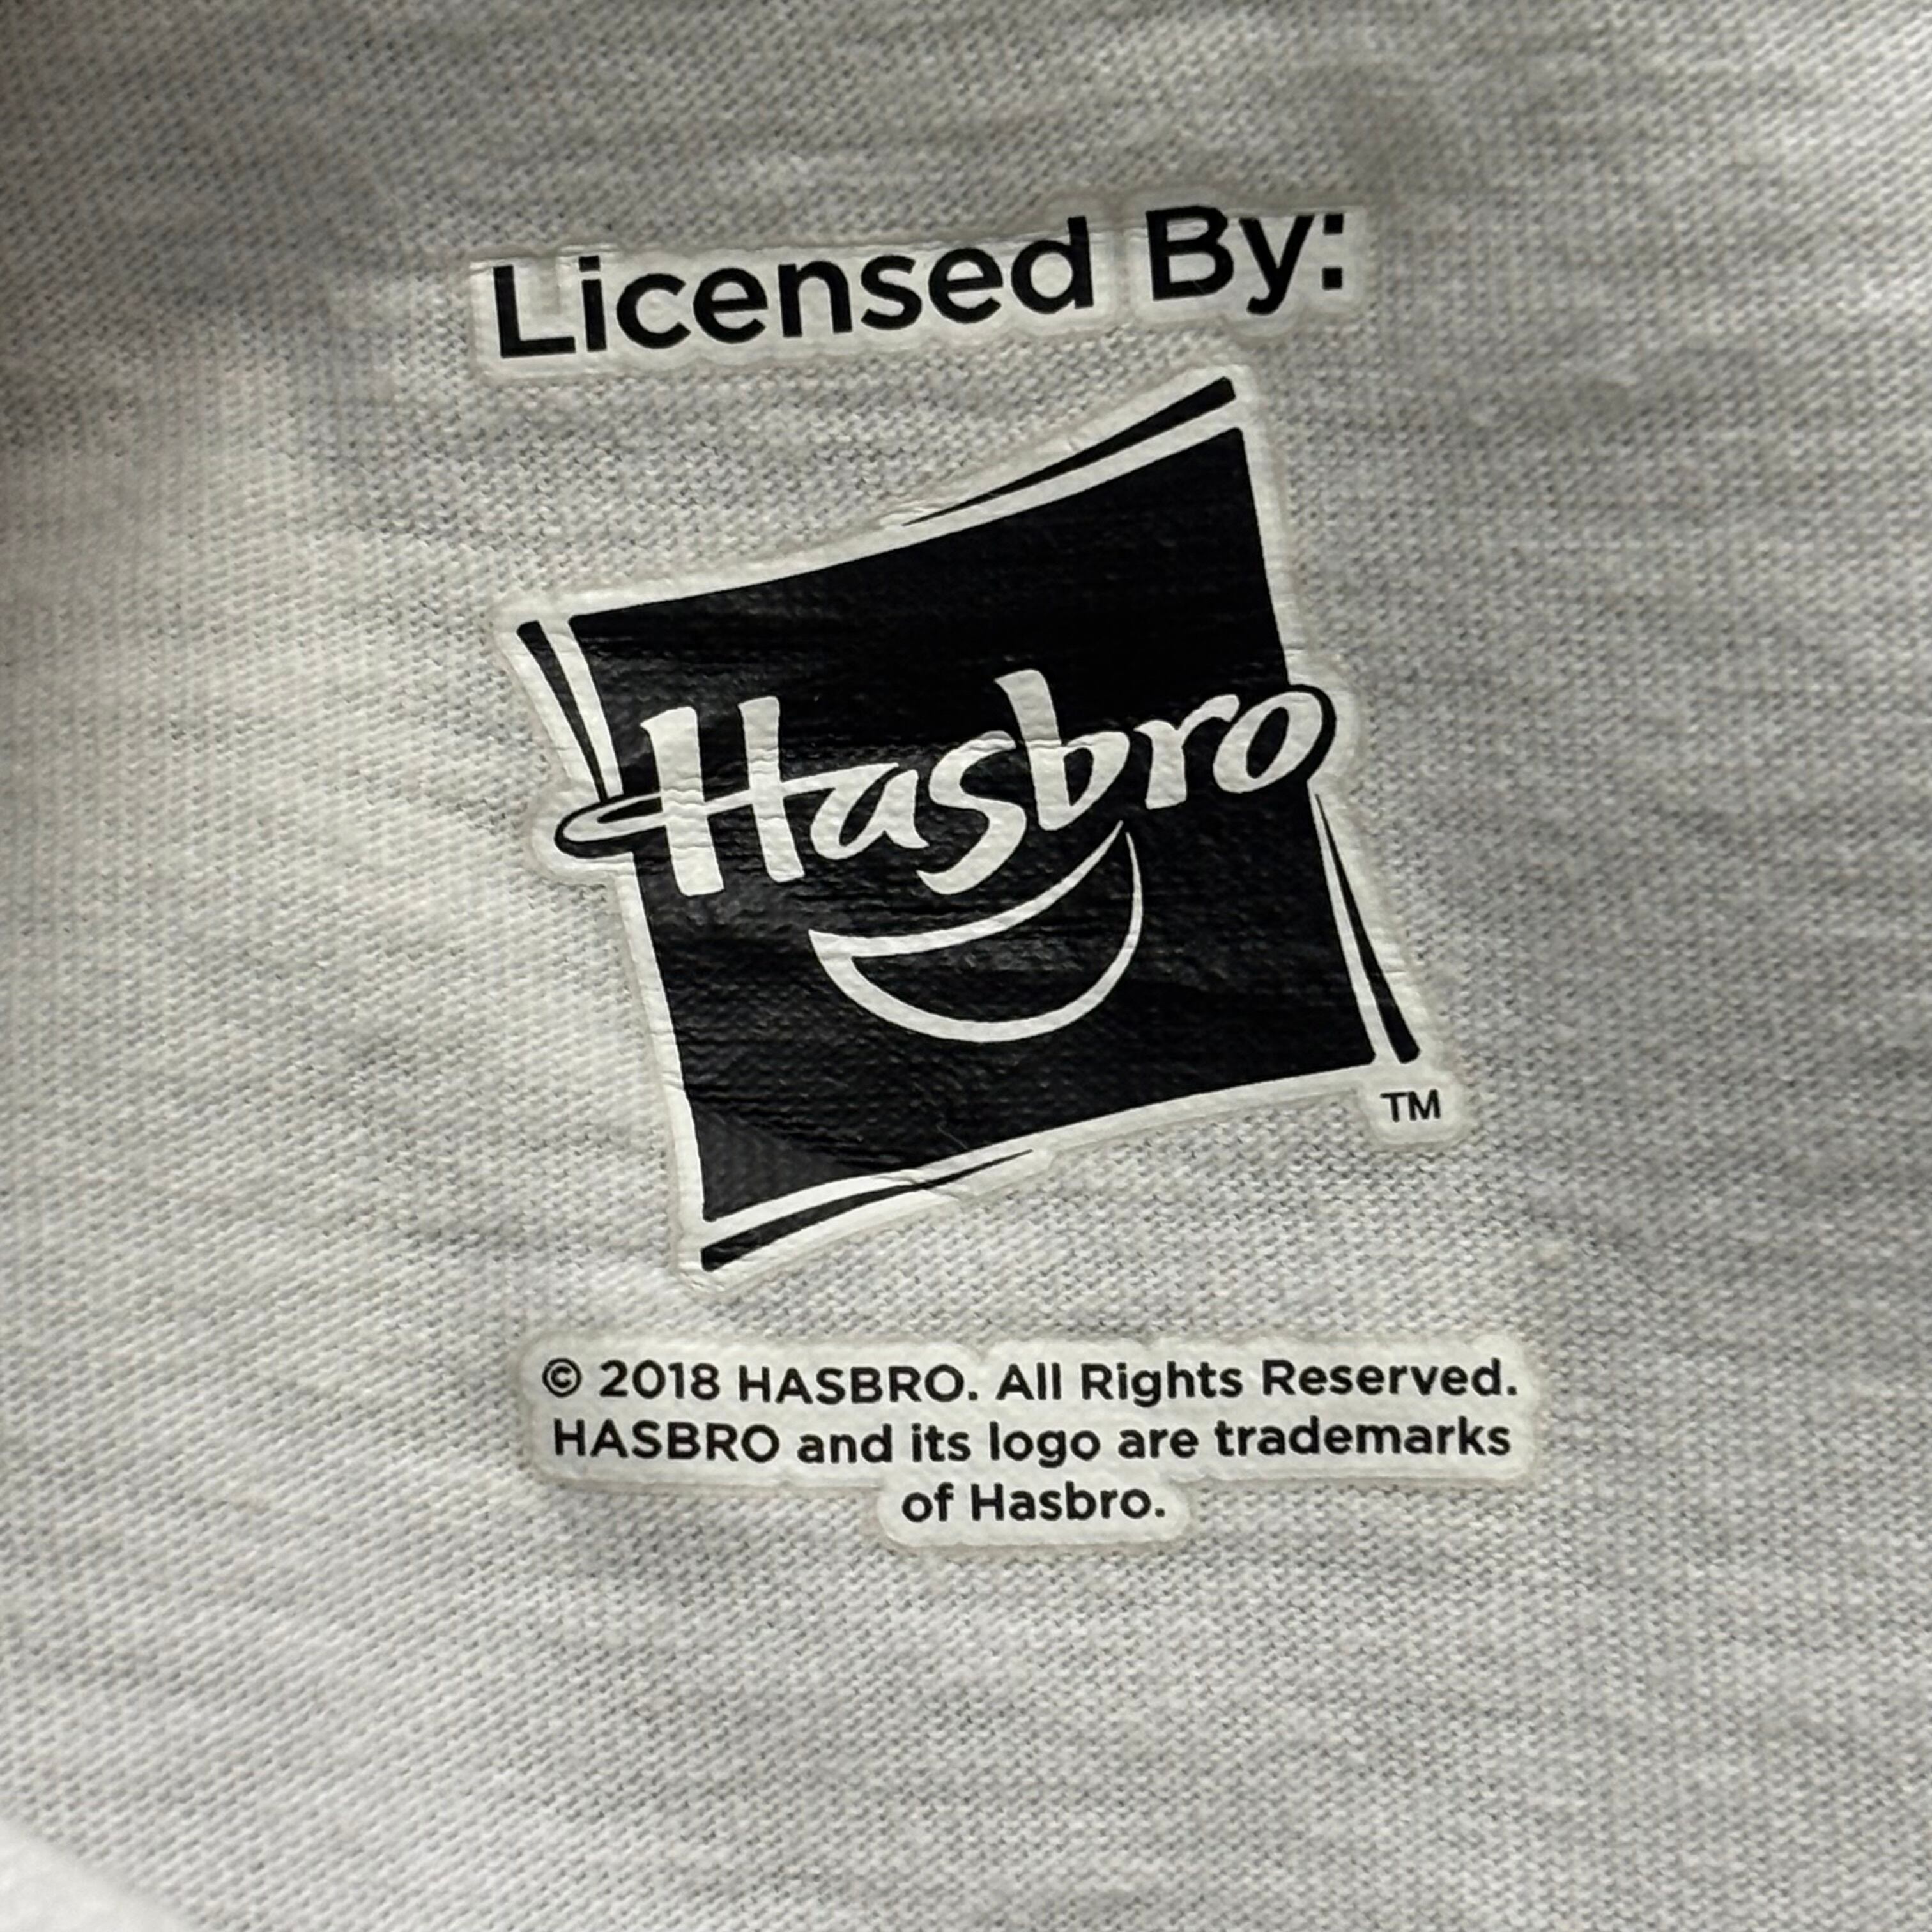 Licensed By:
Hasbro
TM
© 2018 HASBRO. All Rights Reserved.
HASBRO and its logo are trademarks
of Hasbro.